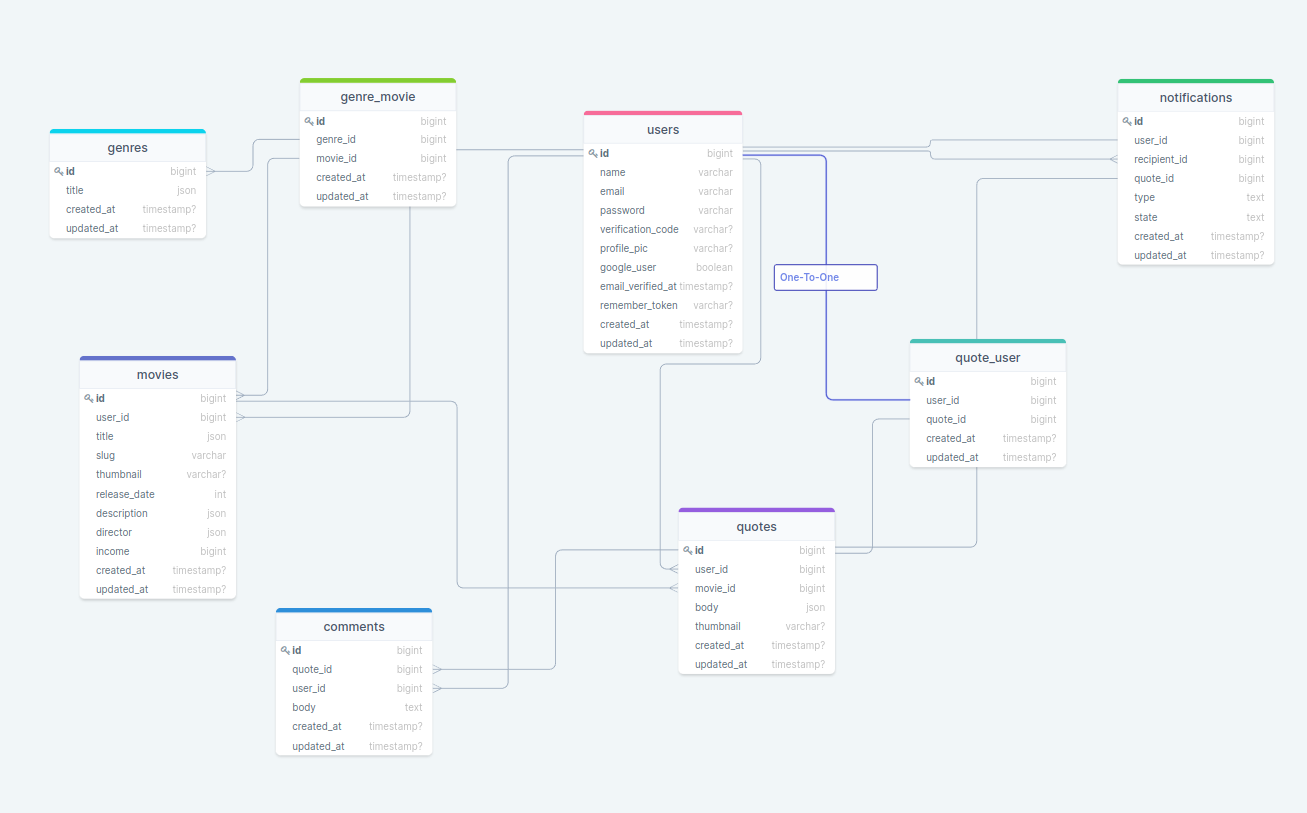 genres
id bigint
title json
created_at timestamp?
updated_at timestamp?
genre_movie
id bigint
genre_id bigint
movie_id bigint
created_at timestamp?
updated_at timestamp?
users
id bigint
name varchar
email varchar
password varchar
verification_code varchar?
profile_pic varchar?
google_user boolean
email_verified_at timestamp?
remember_token varchar?
created_at timestamp?
updated_at timestamp?
notifications
id bigint
user_id bigint
recipient_id bigint
quote_id bigint
type text
state text
created_at timestamp?
updated_at timestamp?
One-To-One
movies
id bigint
user_id bigint
title json
slug varchar
thumbnail varchar?
release_date int
description json
director json
income bigint
created_at timestamp?
updated_at timestamp?
quote_user
id bigint
user_id bigint
quote_id bigint
created_at timestamp?
updated_at timestamp?
quotes
id bigint
user_id bigint
movie_id bigint
body json
thumbnail varchar?
created_at timestamp?
updated_at timestamp?
comments
id bigint
quote_id bigint
user_id bigint
body text
created_at timestamp?
updated_at timestamp?